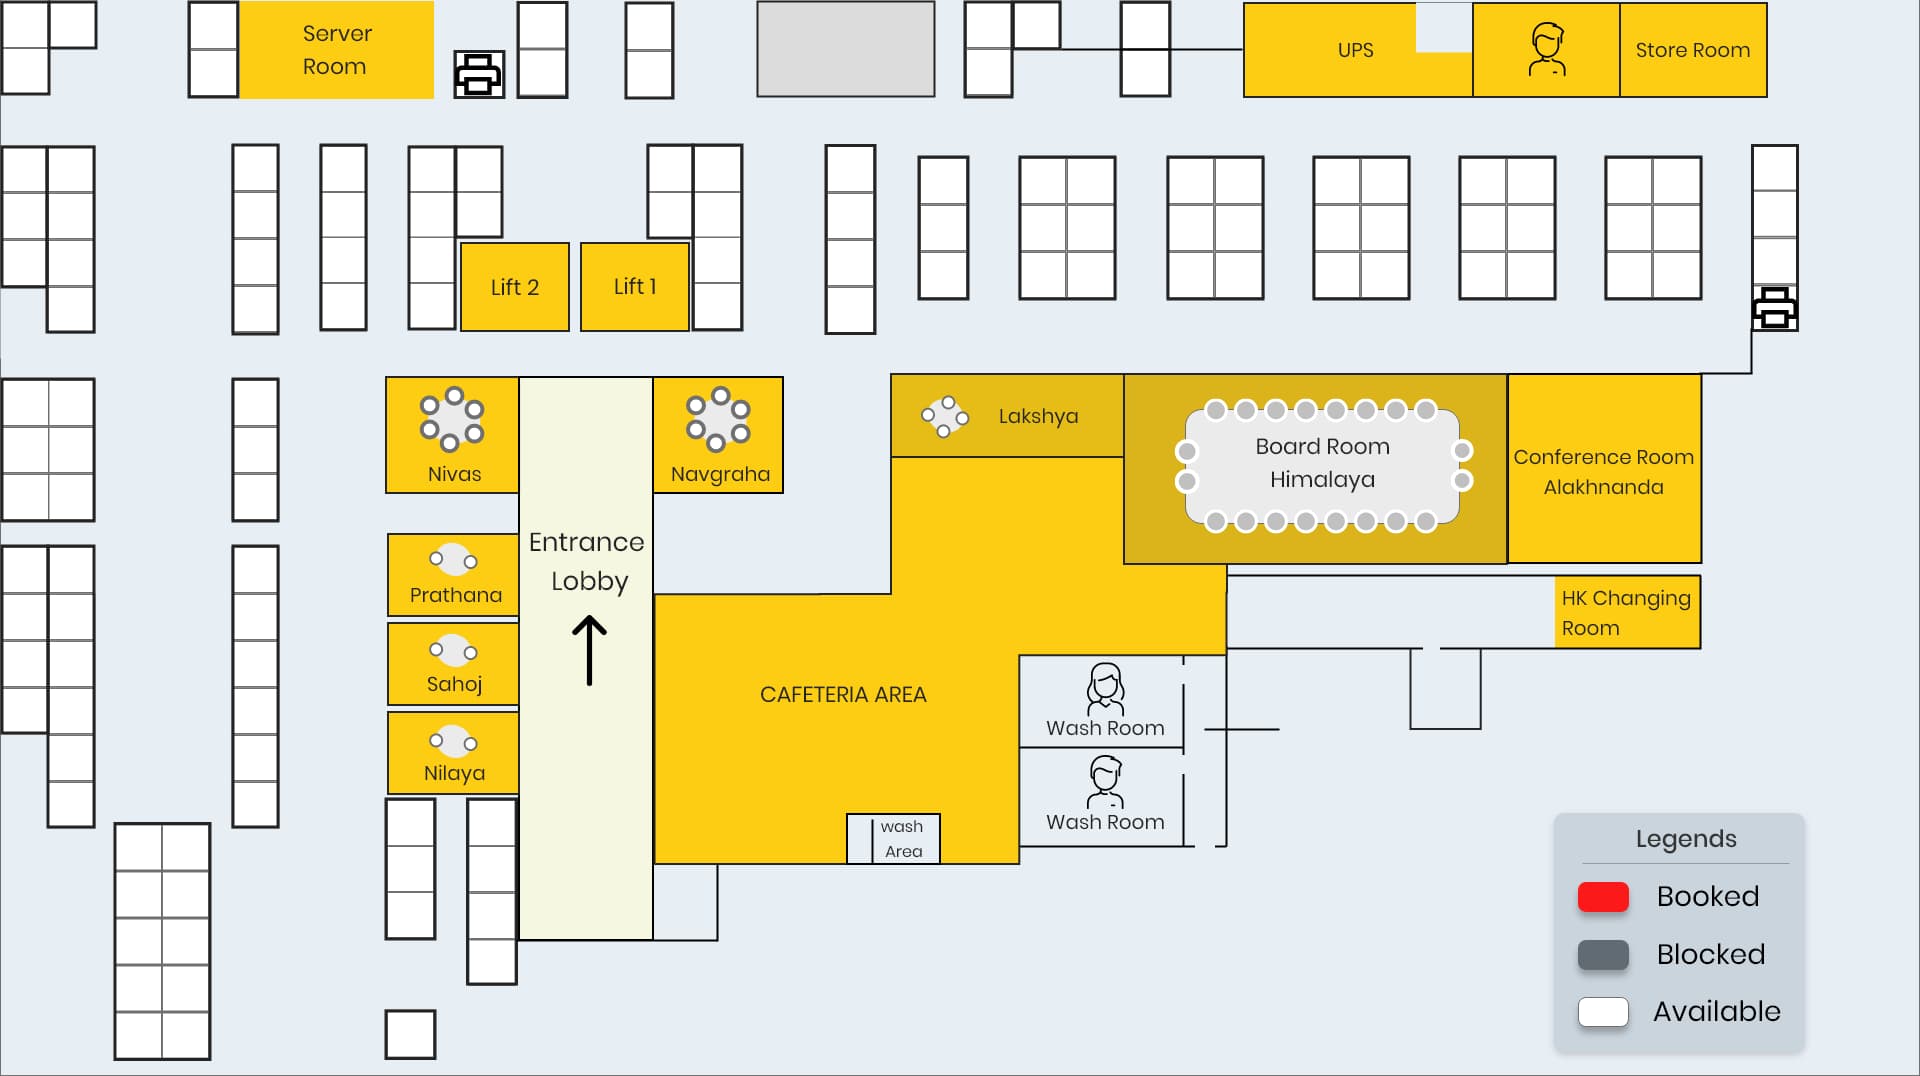 Server
Room
UPS
Store Room
Lift 2
Lift 1
Nivas
Navgraha
Lakshya
Board Room
Himalaya
Conference Room
Alakhnanda
Entrance
Lobby
Prathana
HK Changing
Room
Sahoj
CAFETERIA AREA
Wash Room
Nilaya
Wash Room
wash
Area
Legends
Booked
Blocked
Available